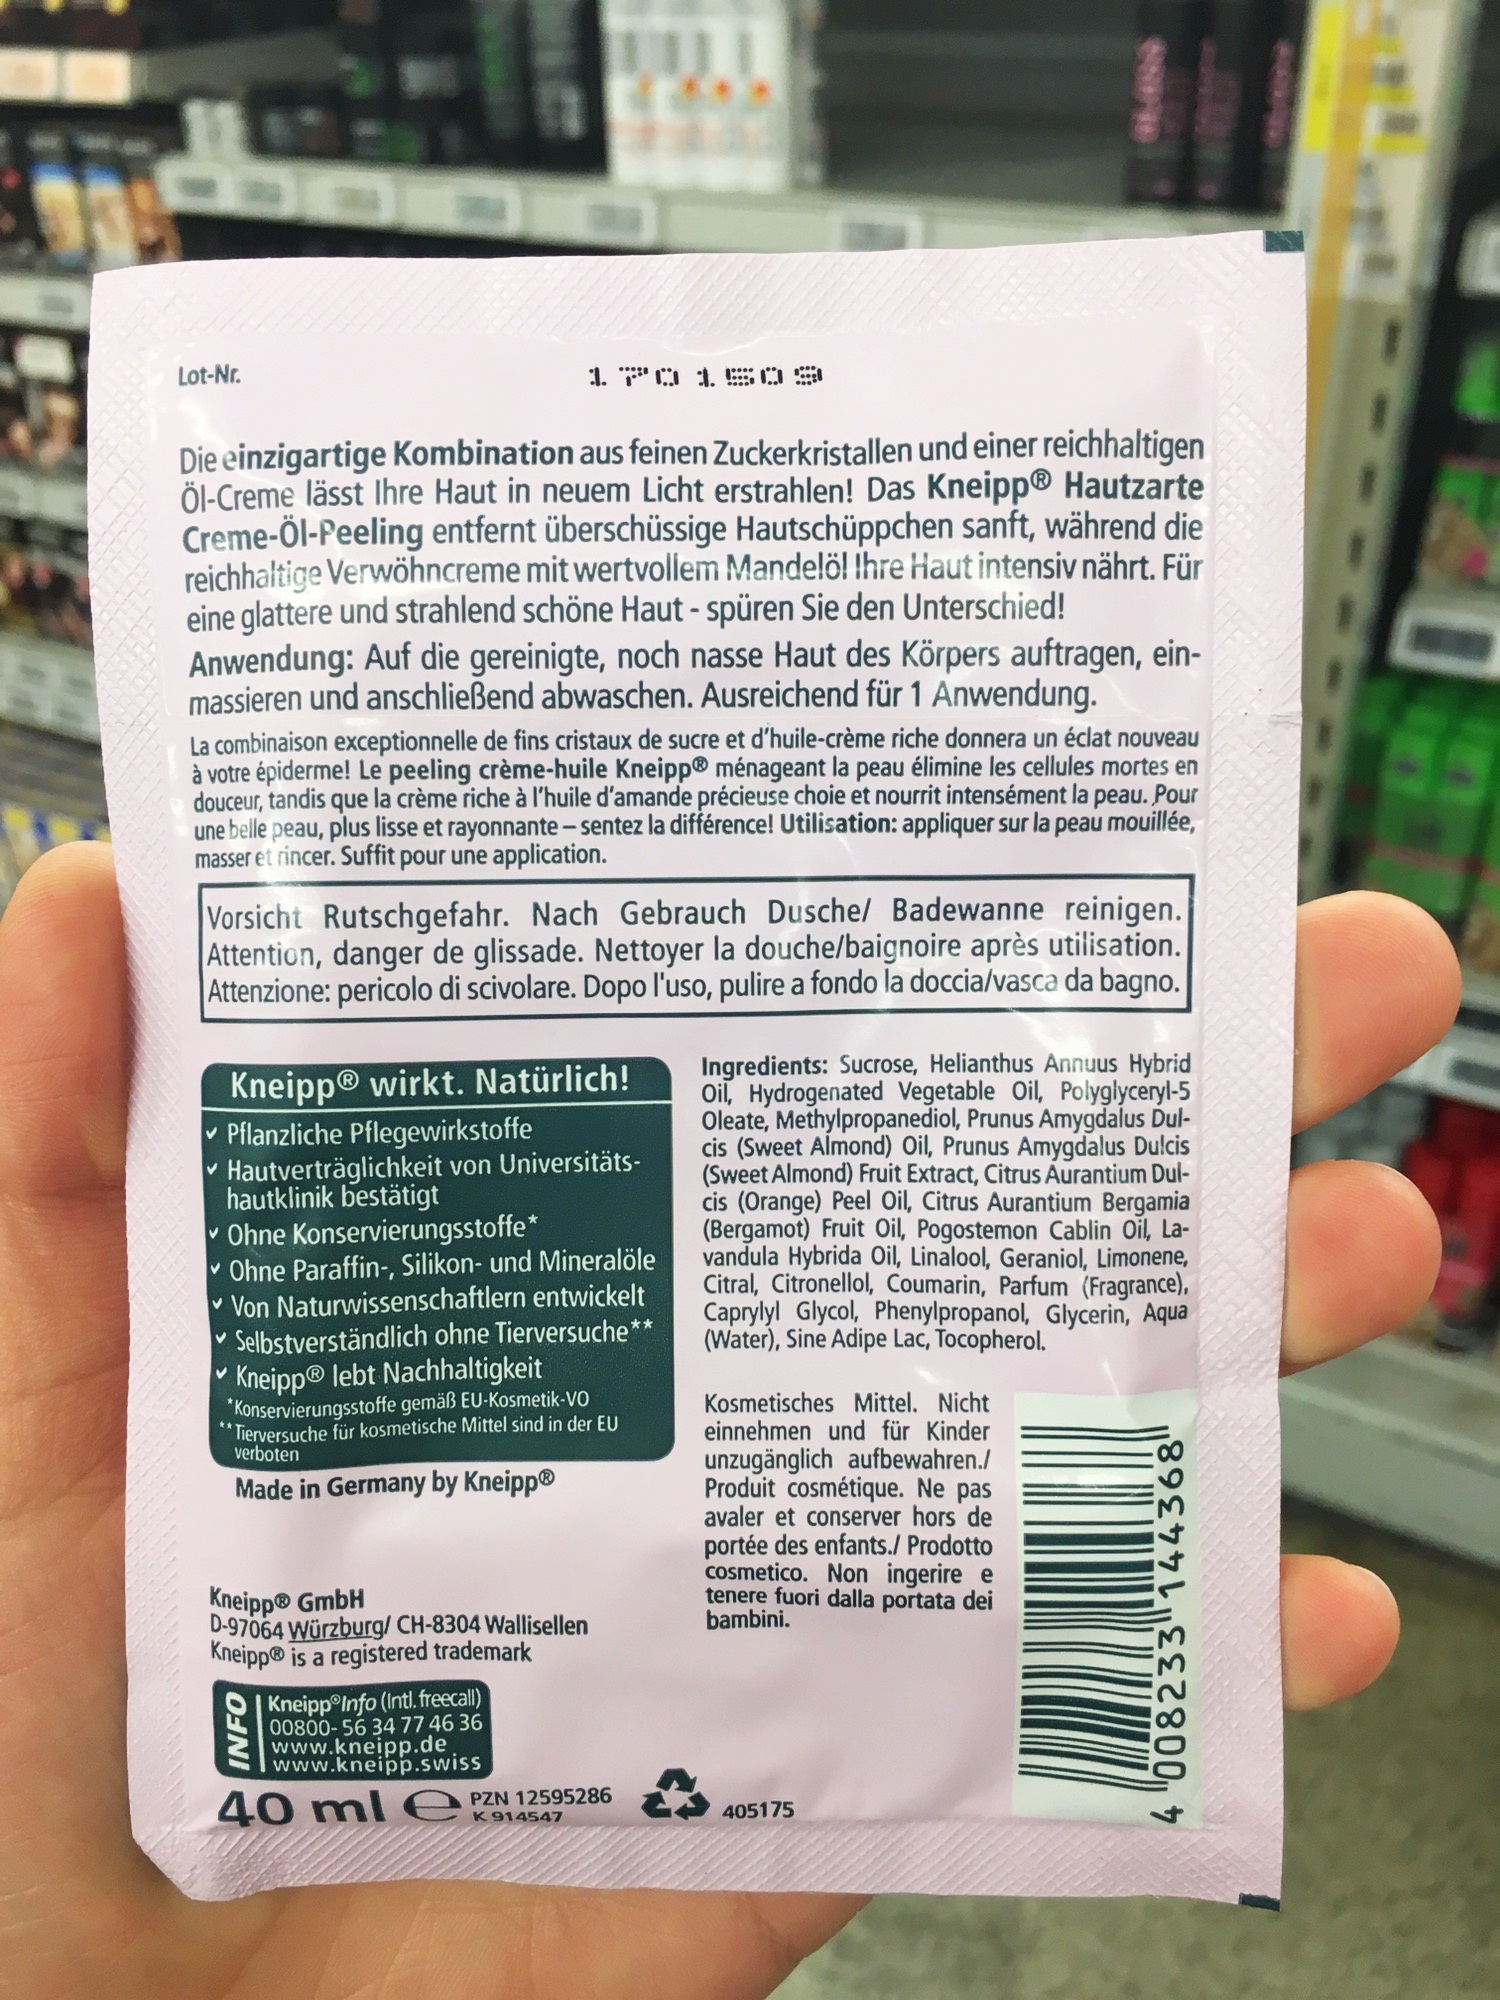 Lot-Nr. 1701509
Die einzigartige Kombination aus feinen Zuckerkristallen und einer reichhaltigen
Öl-Creme lässt Ihre Haut in neuem Licht erstrahlen! Das Kneipp® Hautzarte
Creme-Öl-Peeling entfernt überschüssige Hautschüppchen sanft, während die
reichhaltige Verwöhncreme mit wertvollem Mandelöl Ihre Haut intensiv nährt. Für
eine glattere und strahlend schöne Haut - spüren Sie den Unterschied!
Anwendung: Auf die gereinigte, noch nasse Haut des Körpers auftragen, ein-
massieren und anschließend abwaschen. Ausreichend für 1 Anwendung.
La combinaison exceptionnelle de fins cristaux de sucre et d'huile-crème riche donnera un éclat nouveau
à votre épiderme! Le peeling crème-huile Kneipp® ménageant la peau élimine les cellules mortes en
douceur, tandis que la crème riche à l'huile d'amande précieuse choie et nourrit intensément la peau. Pour
une belle peau, plus lisse et rayonnante – sentez la différence! Utilisation: appliquer sur la peau mouillée,
masser et rincer. Suffit pour une application.
Vorsicht Rutschgefahr. Nach Gebrauch Dusche/ Badewanne reinigen.
Attention, danger de glissade. Nettoyer la douche/baignoire après utilisation.
Attenzione: pericolo di scivolare. Dopo l'uso, pulire a fondo la doccia/vasca da bagno.
Kneipp® wirkt. Natürlich!
✓ Pflanzliche Pflegewirkstoffe
✓ Hautverträglichkeit von Universitäts-
hautklinik bestätigt
✓ Ohne Konservierungsstoffe*
✓ Ohne Paraffin-, Silikon- und Mineralöle
✓ Von Naturwissenschaftlern entwickelt
✓ Selbstverständlich ohne Tierversuche**
✓ Kneipp® lebt Nachhaltigkeit
*Konservierungsstoffe gemäß EU-Kosmetik-VO
**Tierversuche für kosmetische Mittel sind in der EU
verboten
Made in Germany by Kneipp®
Kneipp® GmbH
D-97064 Würzburg/ CH-8304 Wallisellen
Kneipp® is a registered trademark
INFO
Kneipp®Info (Intl. freecall)
00800- 56 34 77 46 36
www.kneipp.de
www.kneipp.swiss
40 ml e PZN 12595286
K 914547
405175
Ingredients: Sucrose, Helianthus Annuus Hybrid
Oil, Hydrogenated Vegetable Oil, Polyglyceryl-5
Oleate, Methylpropanediol, Prunus Amygdalus Dul-
cis (Sweet Almond) Oil, Prunus Amygdalus Dulcis
(Sweet Almond) Fruit Extract, Citrus Aurantium Dul-
cis (Orange) Peel Oil, Citrus Aurantium Bergamia
(Bergamot) Fruit Oil, Pogostemon Cablin Oil, La-
vandula Hybrida Oil, Linalool, Geraniol, Limonene,
Citral, Citronellol, Coumarin, Parfum (Fragrance),
Caprylyl Glycol, Phenylpropanol, Glycerin, Aqua
(Water), Sine Adipe Lac, Tocopherol.
Kosmetisches Mittel. Nicht
einnehmen und für Kinder
unzugänglich aufbewahren./
Produit cosmétique. Ne pas
avaler et conserver hors de
portée des enfants./ Prodotto
cosmetico. Non ingerire e
tenere fuori dalla portata dei
bambini.
4 008233 144368